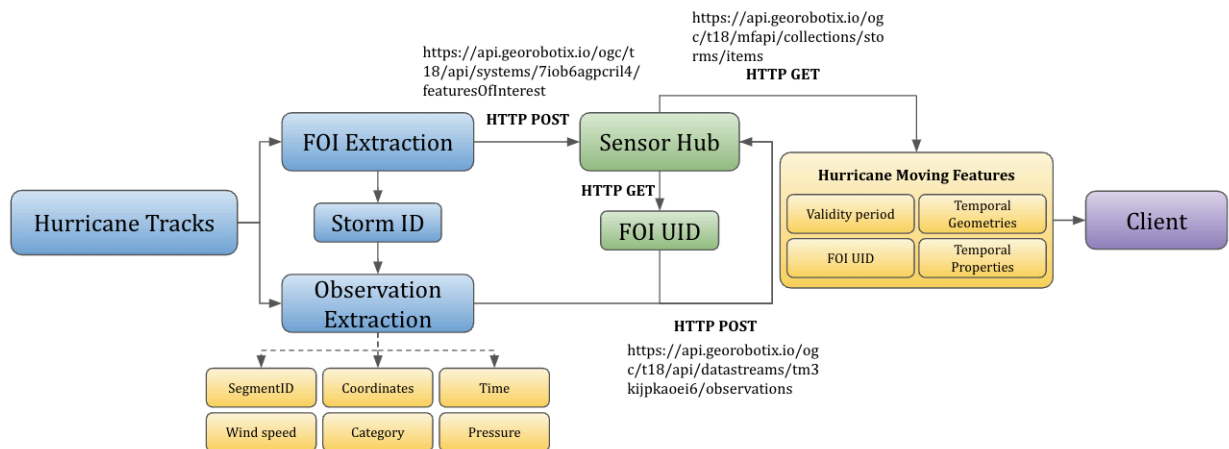 https://api.georobotix.io/og
c/t18/mfapi/collections/sto
rms/items
HTTP GET
https://api.georobotix.io/ogc/t
18/api/systems/7iob6agpcril4/
featuresOfInterest
HTTP POST
FOI Extraction
Sensor Hub
Hurricane Moving Features
HTTP GET
Hurricane Tracks
Storm ID
FOI UID
Validity period
Temporal
Geometries
FOI UID
Temporal
Properties
Client
Observation
Extraction
HTTP POST
https://api.georobotix.io/og
c/t18/api/datastreams/tm3
kijpkaoei6/observations
SegmentID
Coordinates
Time
Wind speed
Category
Pressure